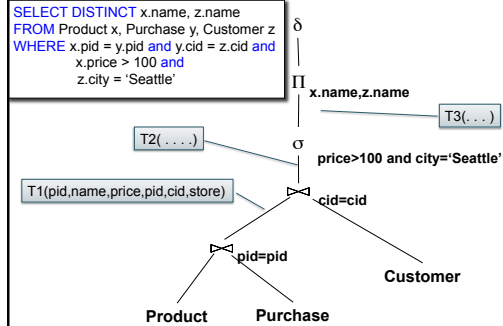 SELECT DISTINCT x.name, z.name
FROM Product x, Purchase y, Customer z
WHERE x.pid = y.pid and y.cid = z.cid and
x.price > 100 and
z.city = ‘Seattle’
δ
Π
x.name,z.name
T3(. . . )
T2( . . . .)
σ
price>100 and city=‘Seattle’
T1(pid,name,price,pid,cid,store)
cid=cid
pid=pid
Customer
Product
Purchase